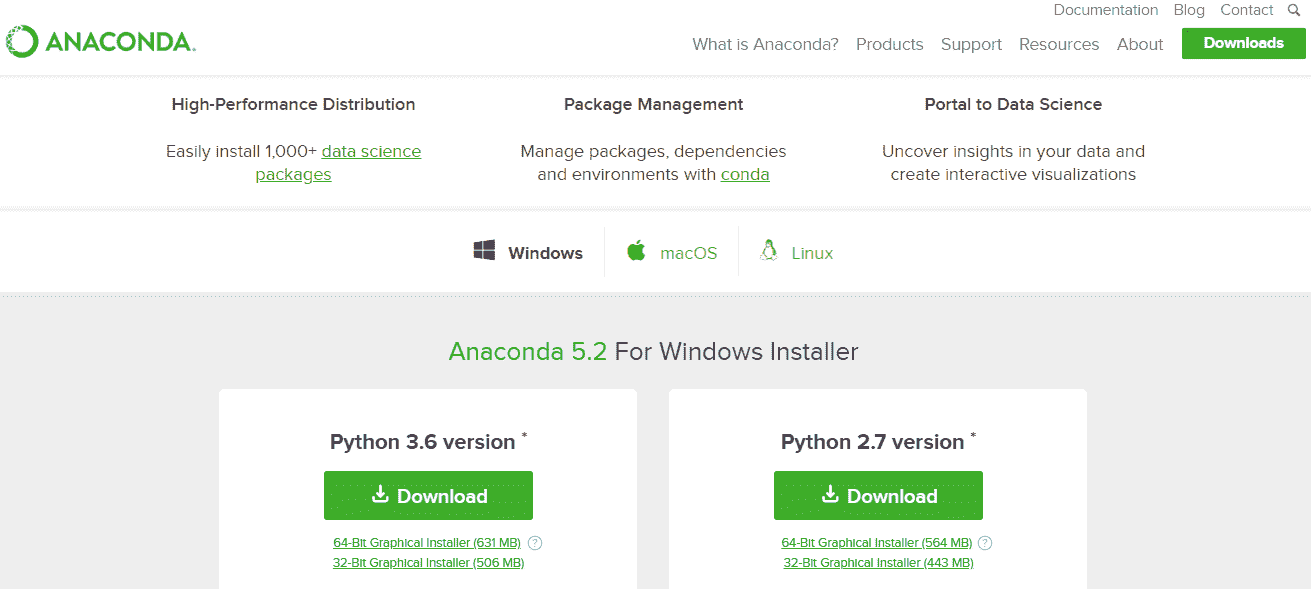 Documentation Blog Contact
ANACONDA.
What is Anaconda? Products Support Resources About Downloads
High-Performance Distribution
Easily install 1,000+ data science
packages
Package Management
Manage packages, dependencies
and environments with conda
Portal to Data Science
Uncover insights in your data and
create interactive visualizations
Windows macOS Linux
Anaconda 5.2 For Windows Installer
Python 3.6 version *
Download
64-Bit Graphical Installer (631 MB) ?
32-Bit Graphical Installer (506 MB)
Python 2.7 version *
Download
64-Bit Graphical Installer (564 MB) ?
32-Bit Graphical Installer (443 MB)